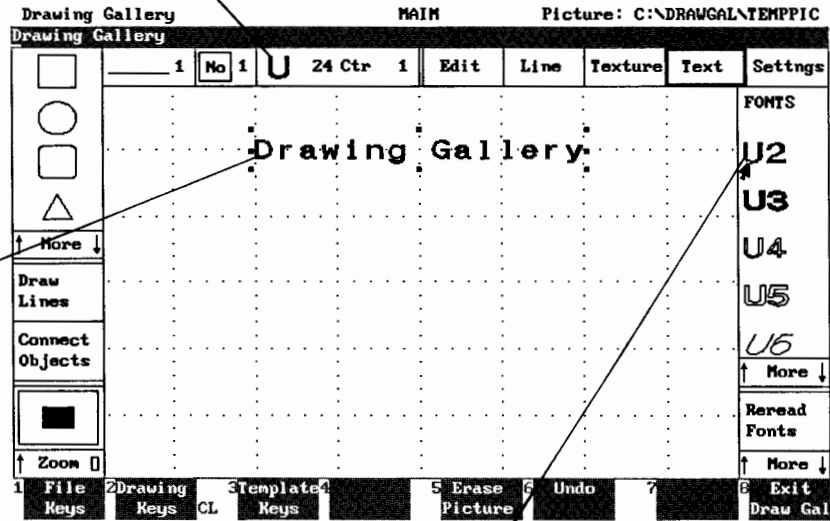 Drawing Gallery MAIN Picture: C:\DRAWGAL\TEMPPIC
Drawing Gallery
1 No 1 U 24 Ctr 1 Edit Line Texture Text Settngs
FONTS
Drawing Gallery
U2
U3
U4
U5
U6
↑ More ↓
↑ More ↓
Draw
Lines
Connect
Objects
Reread
Fonts
↑ Zoom
↑ More ↓
1 File Keys
2 Drawing Keys
CL
3 Template Keys
4
5 Erase Picture
6 Undo
7
8 Exit Draw Gal